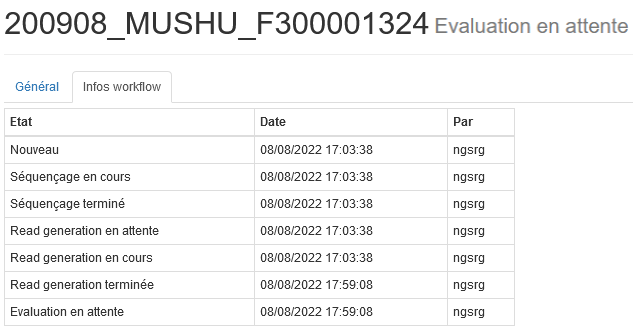 200908_MUSHU_F300001324 Evaluation en attente
Général Infos workflow
Etat Date Par
Nouveau 08/08/2022 17:03:38 ngsrg
Séquençage en cours 08/08/2022 17:03:38 ngsrg
Séquençage terminé 08/08/2022 17:03:38 ngsrg
Read generation en attente 08/08/2022 17:03:38 ngsrg
Read generation en cours 08/08/2022 17:03:38 ngsrg
Read generation terminée 08/08/2022 17:59:08 ngsrg
Evaluation en attente 08/08/2022 17:59:08 ngsrg